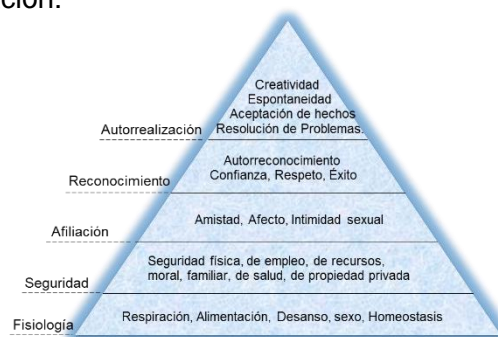 ción.
Creatividad
Espontaneidad
Aceptación de hechos
Autorrealización Resolución de Problemas.
Autorreconocimiento
Reconocimiento Confianza, Respeto, Éxito
Amistad, Afecto, Intimidad sexual
Afiliación
Seguridad física, de empleo, de recursos,
moral, familiar, de salud, de propiedad privada
Seguridad
Respiración, Alimentación, Desanso, sexo, Homeostasis
Fisiología